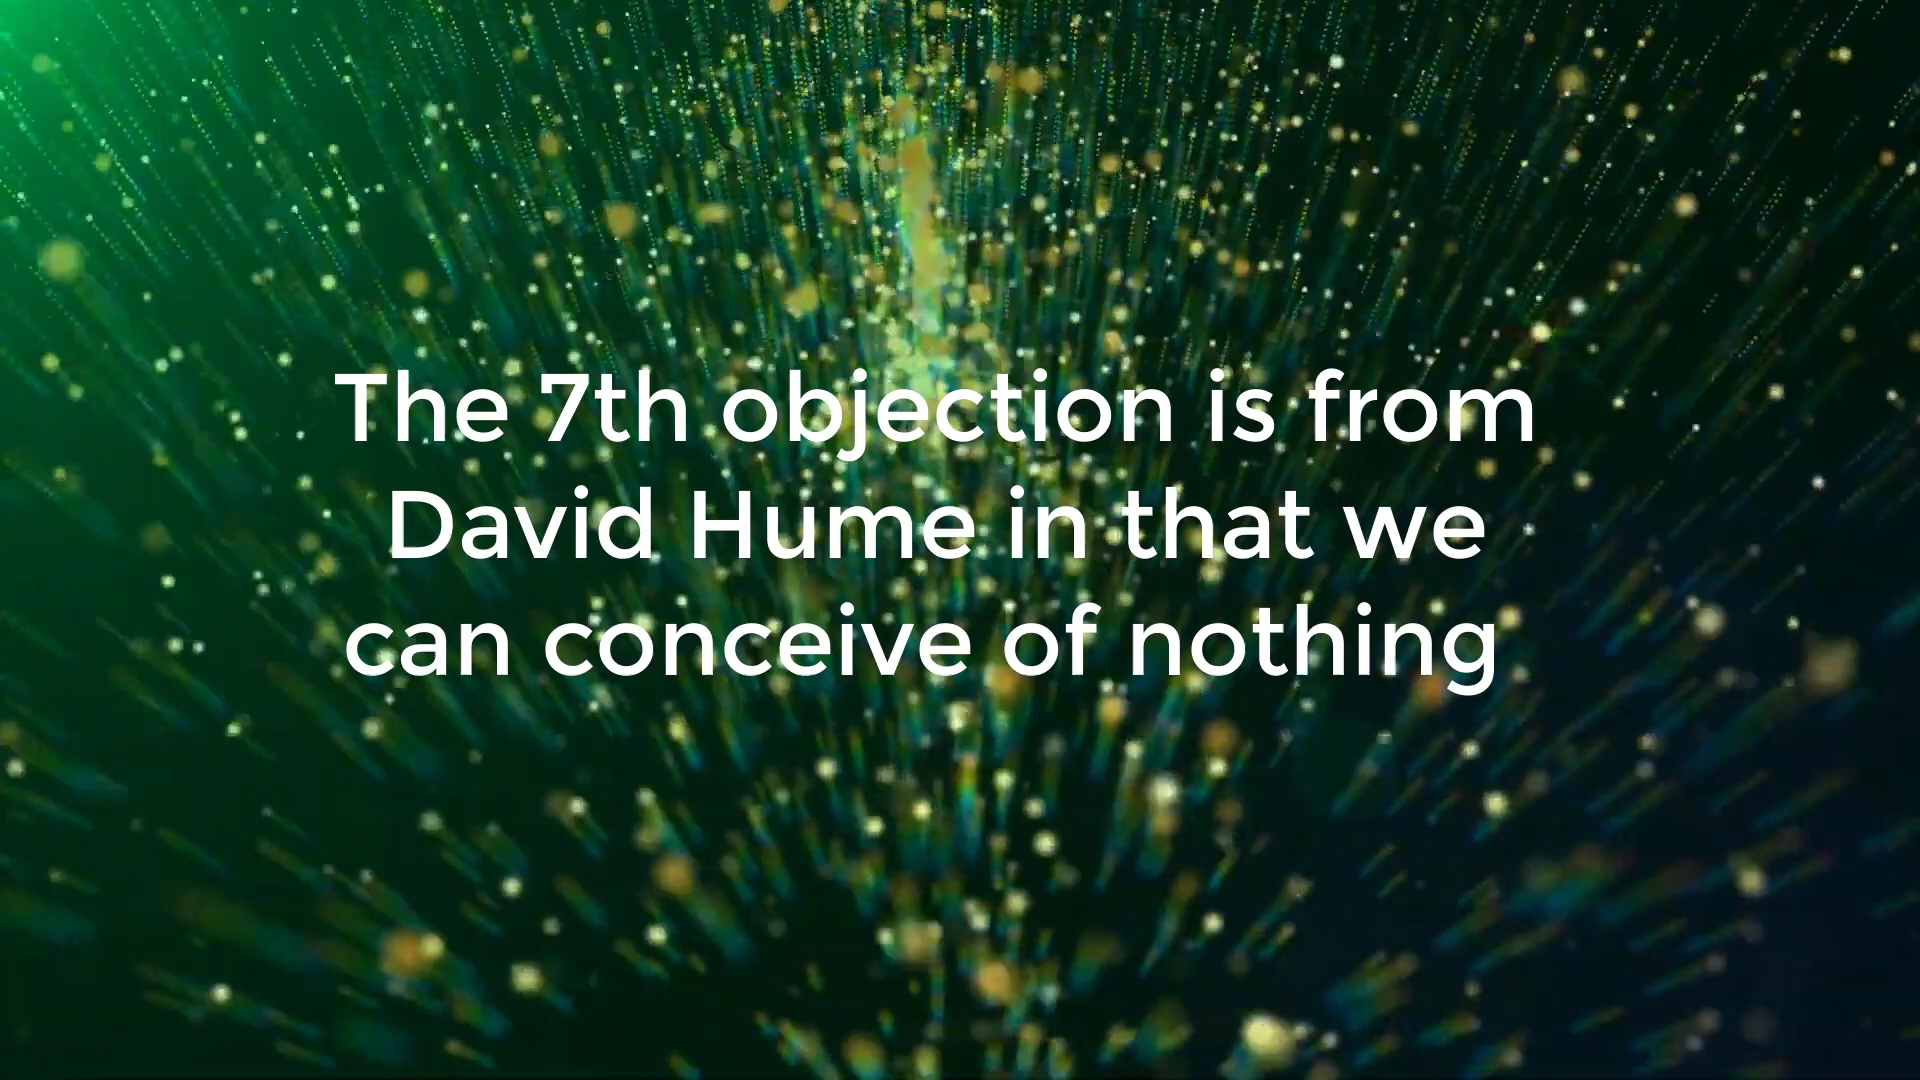 The 7th objection is from
David Hume in that we
can conceive of nothing